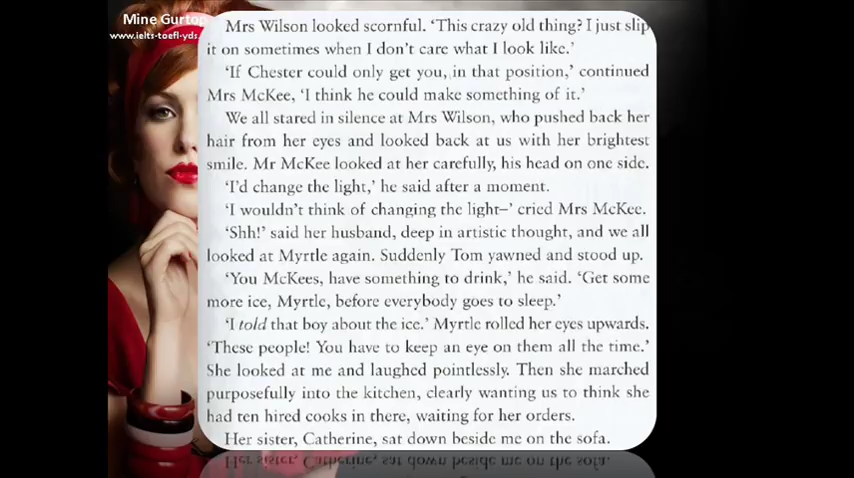 Mine Gurtop
www.ielts-toefl-yds.
Mrs Wilson looked scornful. ‘This crazy old thing? I just slip
it on sometimes when I don’t care what I look like.’
‘If Chester could only get you, in that position,’ continued
Mrs McKee, ‘I think he could make something of it.’
We all stared in silence at Mrs Wilson, who pushed back her
hair from her eyes and looked back at us with her brightest
smile. Mr McKee looked at her carefully, his head on one side.
‘I’d change the light,’ he said after a moment.
‘I wouldn’t think of changing the light–’ cried Mrs McKee.
‘Shh!’ said her husband, deep in artistic thought, and we all
looked at Myrtle again. Suddenly Tom yawned and stood up.
‘You McKees, have something to drink,’ he said. ‘Get some
more ice, Myrtle, before everybody goes to sleep.’
‘I told that boy about the ice.’ Myrtle rolled her eyes upwards.
‘These people! You have to keep an eye on them all the time.’
She looked at me and laughed pointlessly. Then she marched
purposefully into the kitchen, clearly wanting us to think she
had ten hired cooks in there, waiting for her orders.
Her sister, Catherine, sat down beside me on the sofa.